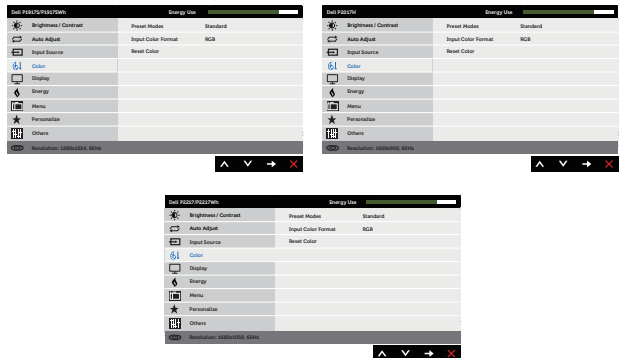 Dell P1917S/P1917SWh Energy Use
Brightness / Contrast Preset Modes Standard
Auto Adjust Input Color Format RGB
Input Source Reset Color
Color
Display
Energy
Menu
Personalize
Others
Resolution: 1280x1024, 60Hz
Dell P2017H Energy Use
Brightness / Contrast Preset Modes Standard
Auto Adjust Input Color Format RGB
Input Source Reset Color
Color
Display
Energy
Menu
Personalize
Others
Resolution: 1600x900, 60Hz
Dell P2217/P2217Wh Energy Use
Brightness / Contrast Preset Modes Standard
Auto Adjust Input Color Format RGB
Input Source Reset Color
Color
Display
Energy
Menu
Personalize
Others
Resolution: 1680x1050, 60Hz